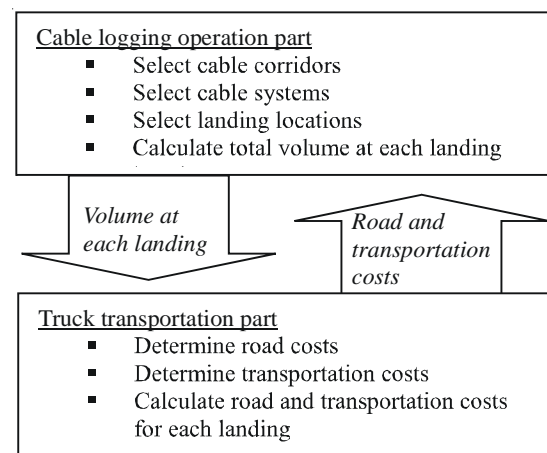 Cable logging operation part
▪ Select cable corridors
▪ Select cable systems
▪ Select landing locations
▪ Calculate total volume at each landing
Volume at
each landing
Road and
transportation
costs
Truck transportation part
▪ Determine road costs
▪ Determine transportation costs
▪ Calculate road and transportation costs
for each landing